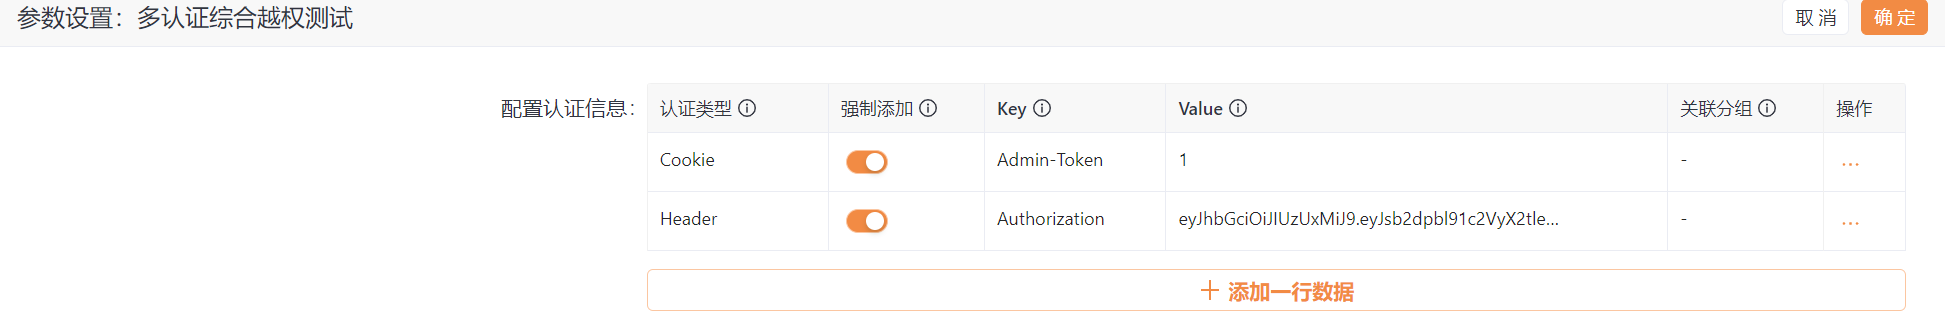 参数设置：多认证综合越权测试
取 消 确 定
配置认证信息：
认证类型 强制添加 Key Value 关联分组 操作
Cookie Admin-Token 1 - ...
Header Authorization eyJhbGciOiJIUzUxMiJ9.eyJsb2dpbl91c2VyX2tle... - ...
添加一行数据